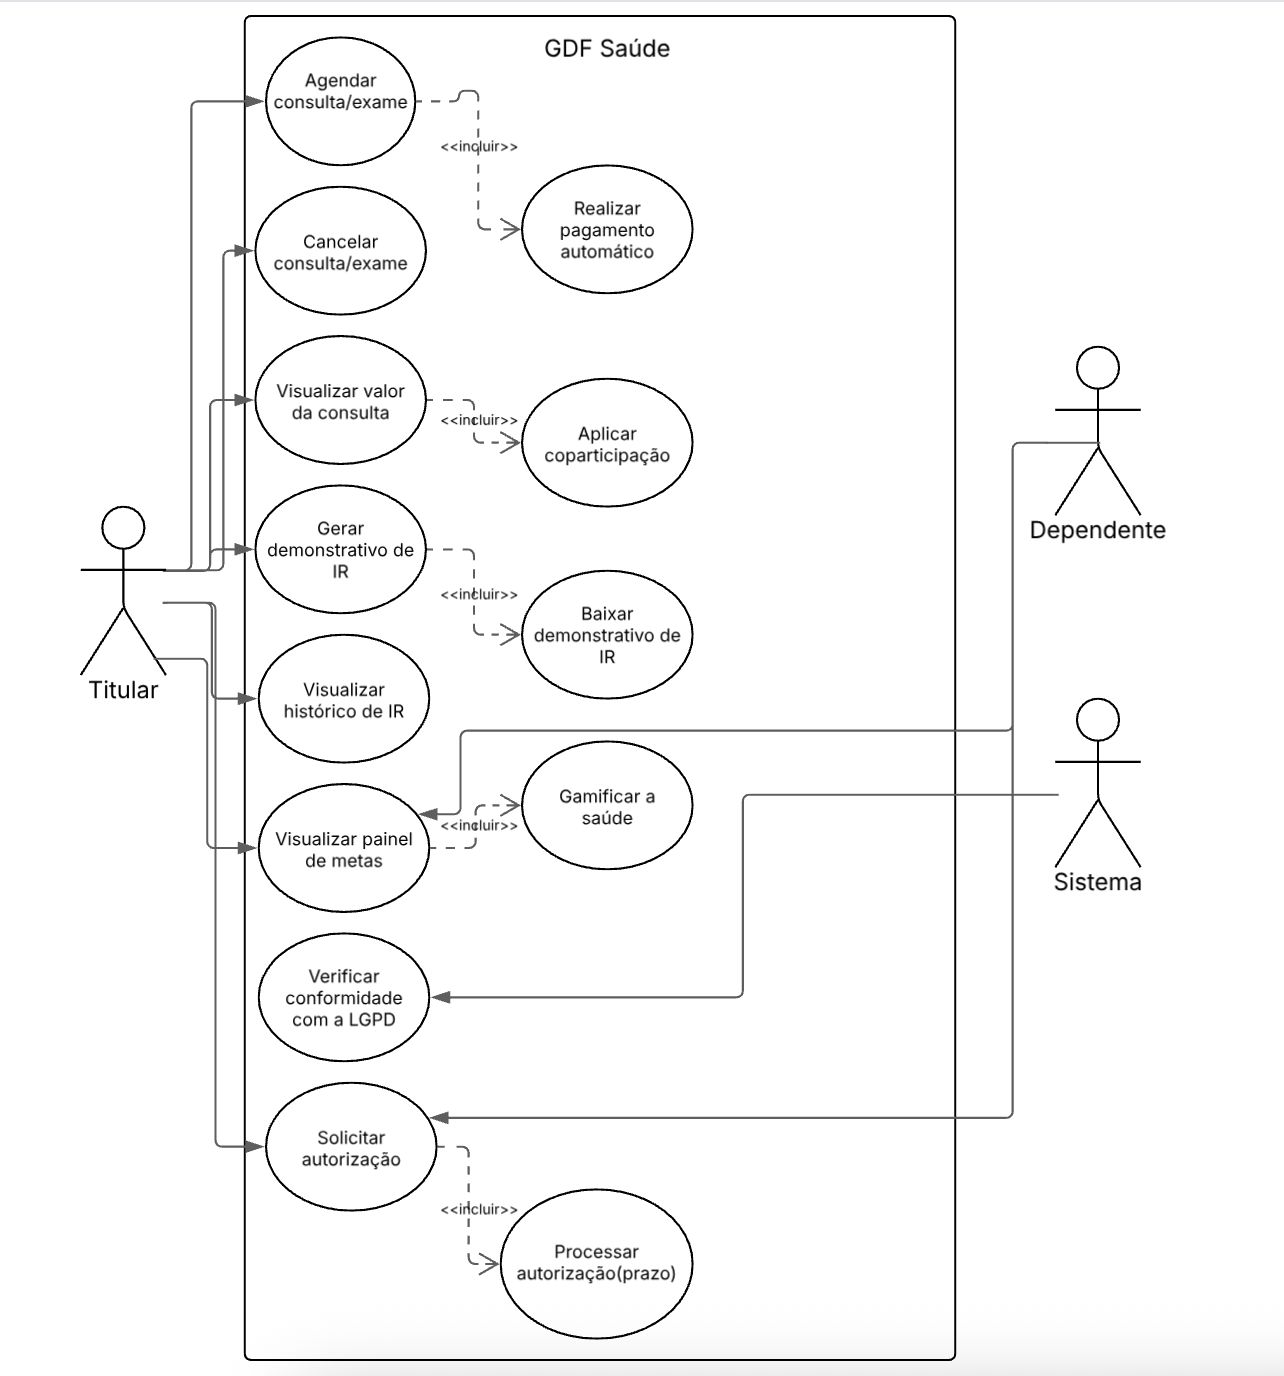 GDF Saúde
Agendar
consulta/exame
<<incluir>>
Realizar
pagamento
automático
Cancelar
consulta/exame
Visualizar valor
da consulta
<<incluir>>
Aplicar
coparticipação
Gerar
demonstrativo de
IR
<<incluir>>
Baixar
demonstrativo de
IR
Titular
Dependente
Visualizar
histórico de IR
Visualizar painel
de metas
<<incluir>>
Gamificar a
saúde
Sistema
Verificar
conformidade
com a LGPD
Solicitar
autorização
<<incluir>>
Processar
autorização(prazo)